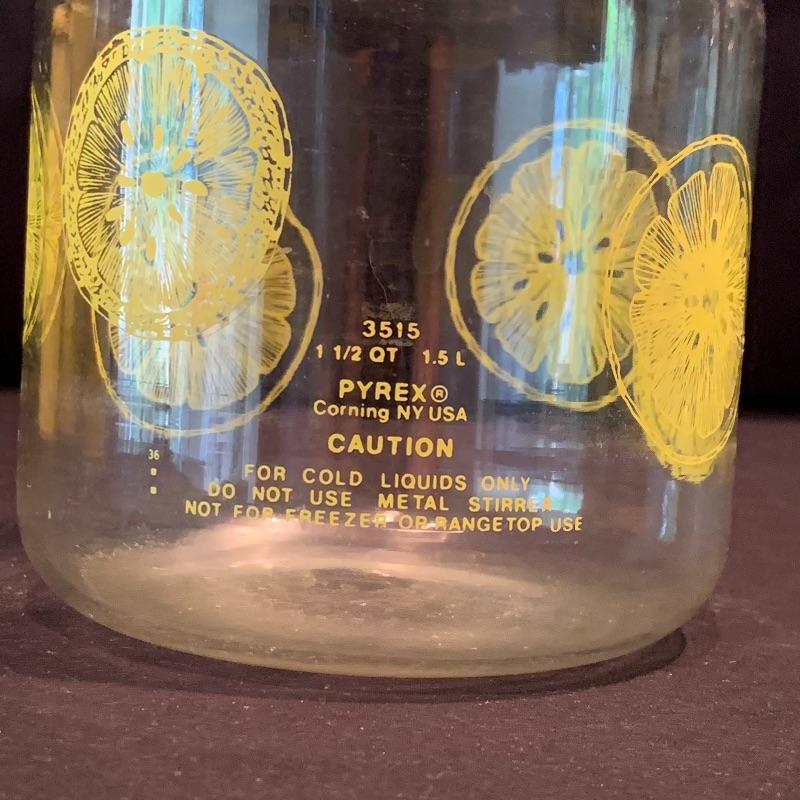 3515
1 1/2 QT 1.5 L
PYREX®
Corning NY USA
CAUTION
36
FOR COLD LIQUIDS ONLY
DO NOT USE METAL STIRRER
NOT FOR FREEZER OR RANGETOP USE